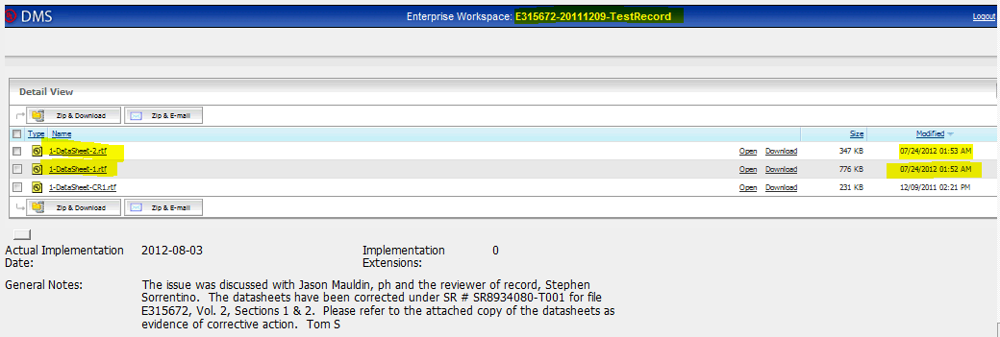 DMS Enterprise Workspace: E315672-20111209-TestRecord Logout
Detail View
Zip & Download Zip & E-mail
Type Name Size Modified
1-DataSheet-2.rtf Open Download 347 KB 07/24/2012 01:53 AM
1-DataSheet-1.rtf Open Download 776 KB 07/24/2012 01:52 AM
1-DataSheet-CR1.rtf Open Download 231 KB 12/09/2011 02:21 PM
Zip & Download Zip & E-mail
Actual Implementation 2012-08-03 Implementation 0
Date: Extensions:
General Notes: The issue was discussed with Jason Mauldin, ph and the reviewer of record, Stephen
Sorrentino. The datasheets have been corrected under SR # SR8934080-T001 for file
E315672, Vol. 2, Sections 1 & 2. Please refer to the attached copy of the datasheets as
evidence of corrective action. Tom S